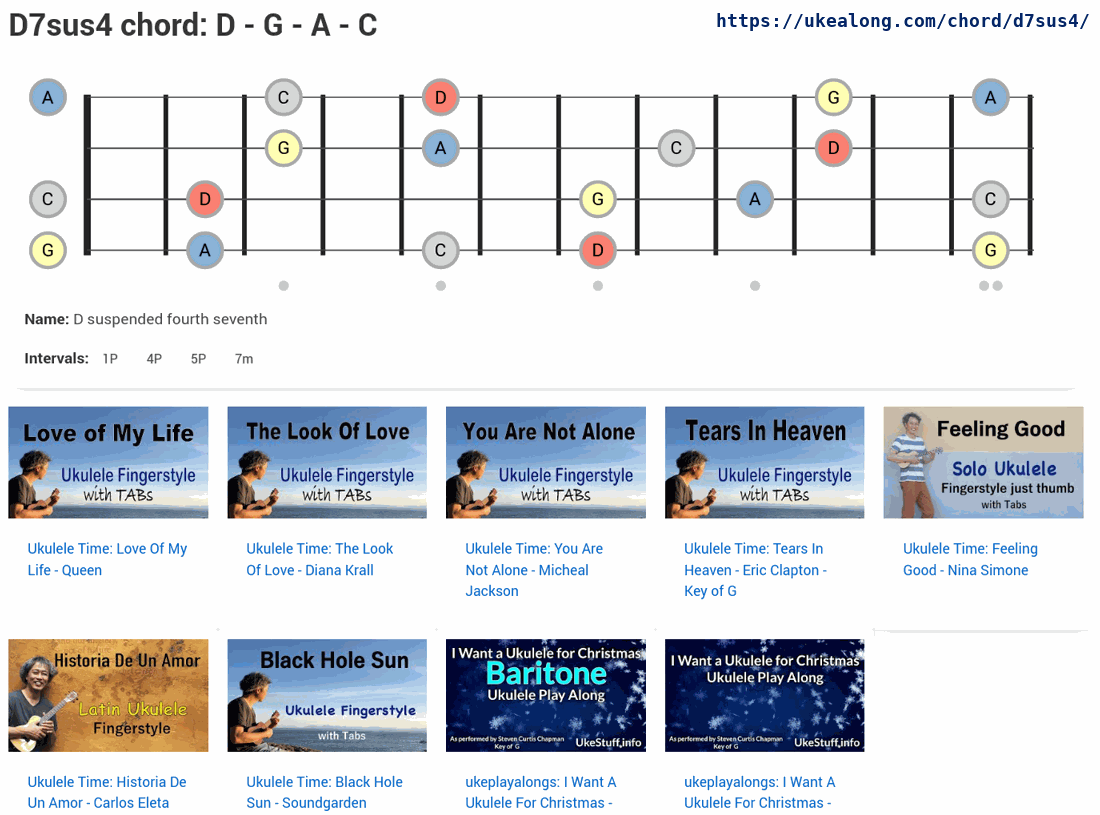 D7sus4 chord: D - G - A - C
https://ukealong.com/chord/d7sus4/
A C D G A
G A C D
C D G A C
G A C D G
Name: D suspended fourth seventh
Intervals: 1P 4P 5P 7m
Love of My Life
Ukulele Fingerstyle
with TABs
The Look Of Love
Ukulele Fingerstyle
with TABs
You Are Not Alone
Ukulele Fingerstyle
with TABs
Tears In Heaven
Ukulele Fingerstyle
with TABs
Feeling Good
Solo Ukulele
Fingerstyle just thumb
with Tabs
Ukulele Time: Love Of My
Life - Queen
Ukulele Time: The Look
Of Love - Diana Krall
Ukulele Time: You Are
Not Alone - Micheal
Jackson
Ukulele Time: Tears In
Heaven - Eric Clapton -
Key of G
Ukulele Time: Feeling
Good - Nina Simone
Historia De Un Amor
Latin Ukulele
Fingerstyle
Black Hole Sun
Ukulele Fingerstyle
with Tabs
I Want a Ukulele for Christmas
Baritone
Ukulele Play Along
As performed by Steven Curtis Chapman
Key of G
UkeStuff.info
I Want a Ukulele for Christmas
Ukulele Play Along
As performed by Steven Curtis Chapman
Key of G
UkeStuff.info
Ukulele Time: Historia De
Un Amor - Carlos Eleta
Ukulele Time: Black Hole
Sun - Soundgarden
ukeplayalongs: I Want A
Ukulele For Christmas -
ukeplayalongs: I Want A
Ukulele For Christmas -